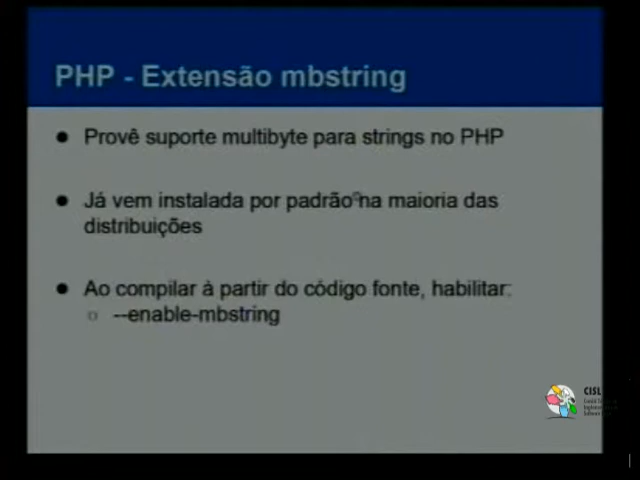 PHP - Extensão mbstring
● Provê suporte multibyte para strings no PHP
● Já vem instalada por padrão na maioria das
distribuições
● Ao compilar à partir do código fonte, habilitar:
○ --enable-mbstring
CISL